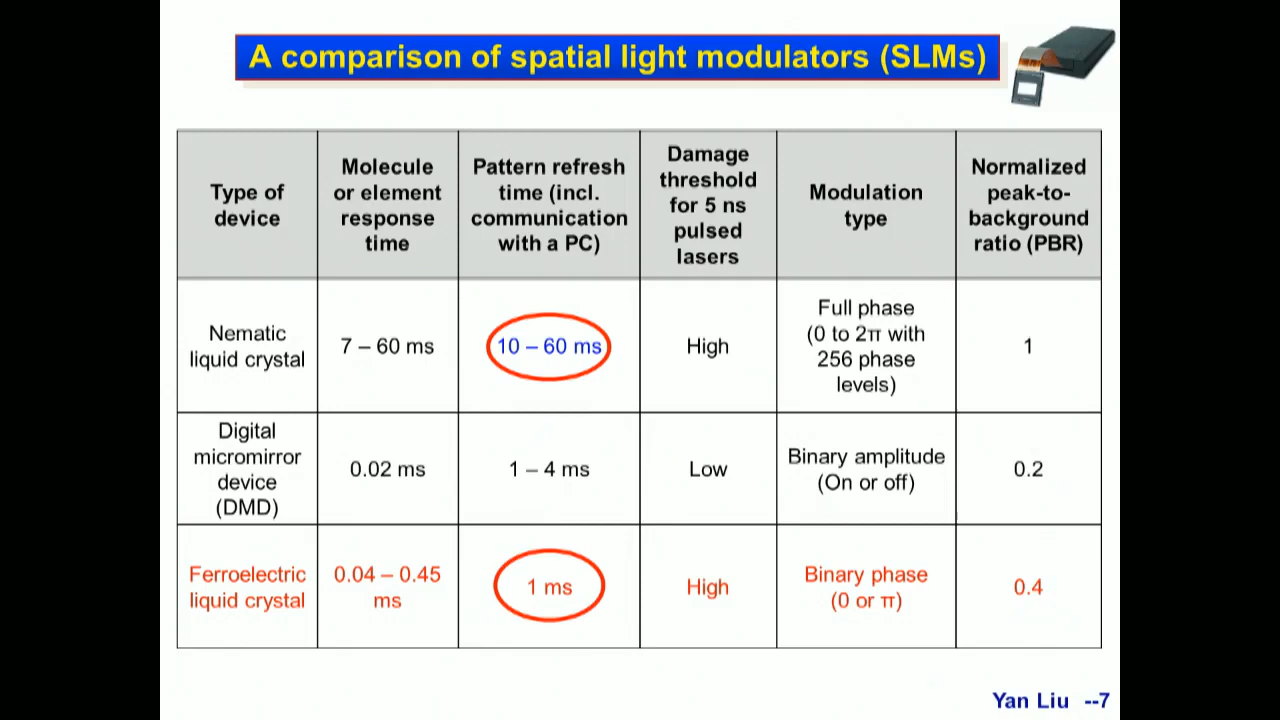 A comparison of spatial light modulators (SLMs)
Type of
device
Molecule
or element
response
time
Pattern refresh
time (incl.
communication
with a PC)
Damage
threshold
for 5 ns
pulsed
lasers
Modulation
type
Normalized
peak-to-
background
ratio (PBR)
Nematic
liquid crystal
7 – 60 ms
10 – 60 ms
High
Full phase
(0 to 2π with
256 phase
levels)
1
Digital
micromirror
device
(DMD)
0.02 ms
1 – 4 ms
Low
Binary amplitude
(On or off)
0.2
Ferroelectric
liquid crystal
0.04 – 0.45
ms
1 ms
High
Binary phase
(0 or π)
0.4
Yan Liu --7